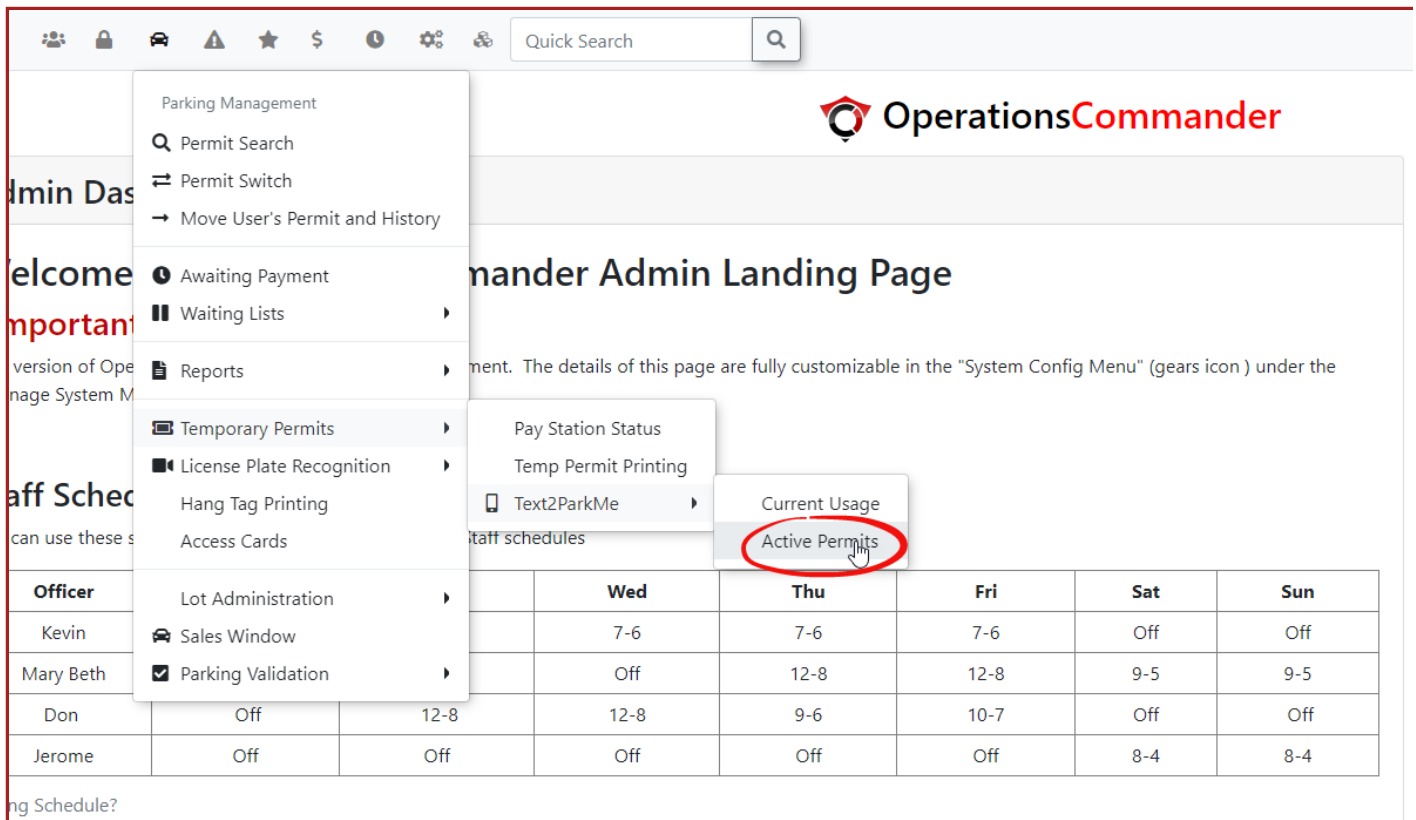 Quick Search
OperationsCommander
Parking Management
Permit Search
Permit Switch
Move User's Permit and History
Awaiting Payment
Waiting Lists
Reports
Temporary Permits
License Plate Recognition
Hang Tag Printing
Access Cards
Lot Administration
Sales Window
Parking Validation
Pay Station Status
Temp Permit Printing
Text2ParkMe
Current Usage
Active Permits
dmin Das
elcome mander Admin Landing Page
mportant
version of Ope ment. The details of this page are fully customizable in the "System Config Menu" (gears icon ) under the
nage System M
aff Sched
can use these s Staff schedules
Officer Wed Thu Fri Sat Sun
Kevin 7-6 7-6 7-6 Off Off
Mary Beth Off 12-8 12-8 9-5 9-5
Don Off 12-8 12-8 9-6 10-7 Off Off
Jerome Off Off Off Off Off 8-4 8-4
ng Schedule?